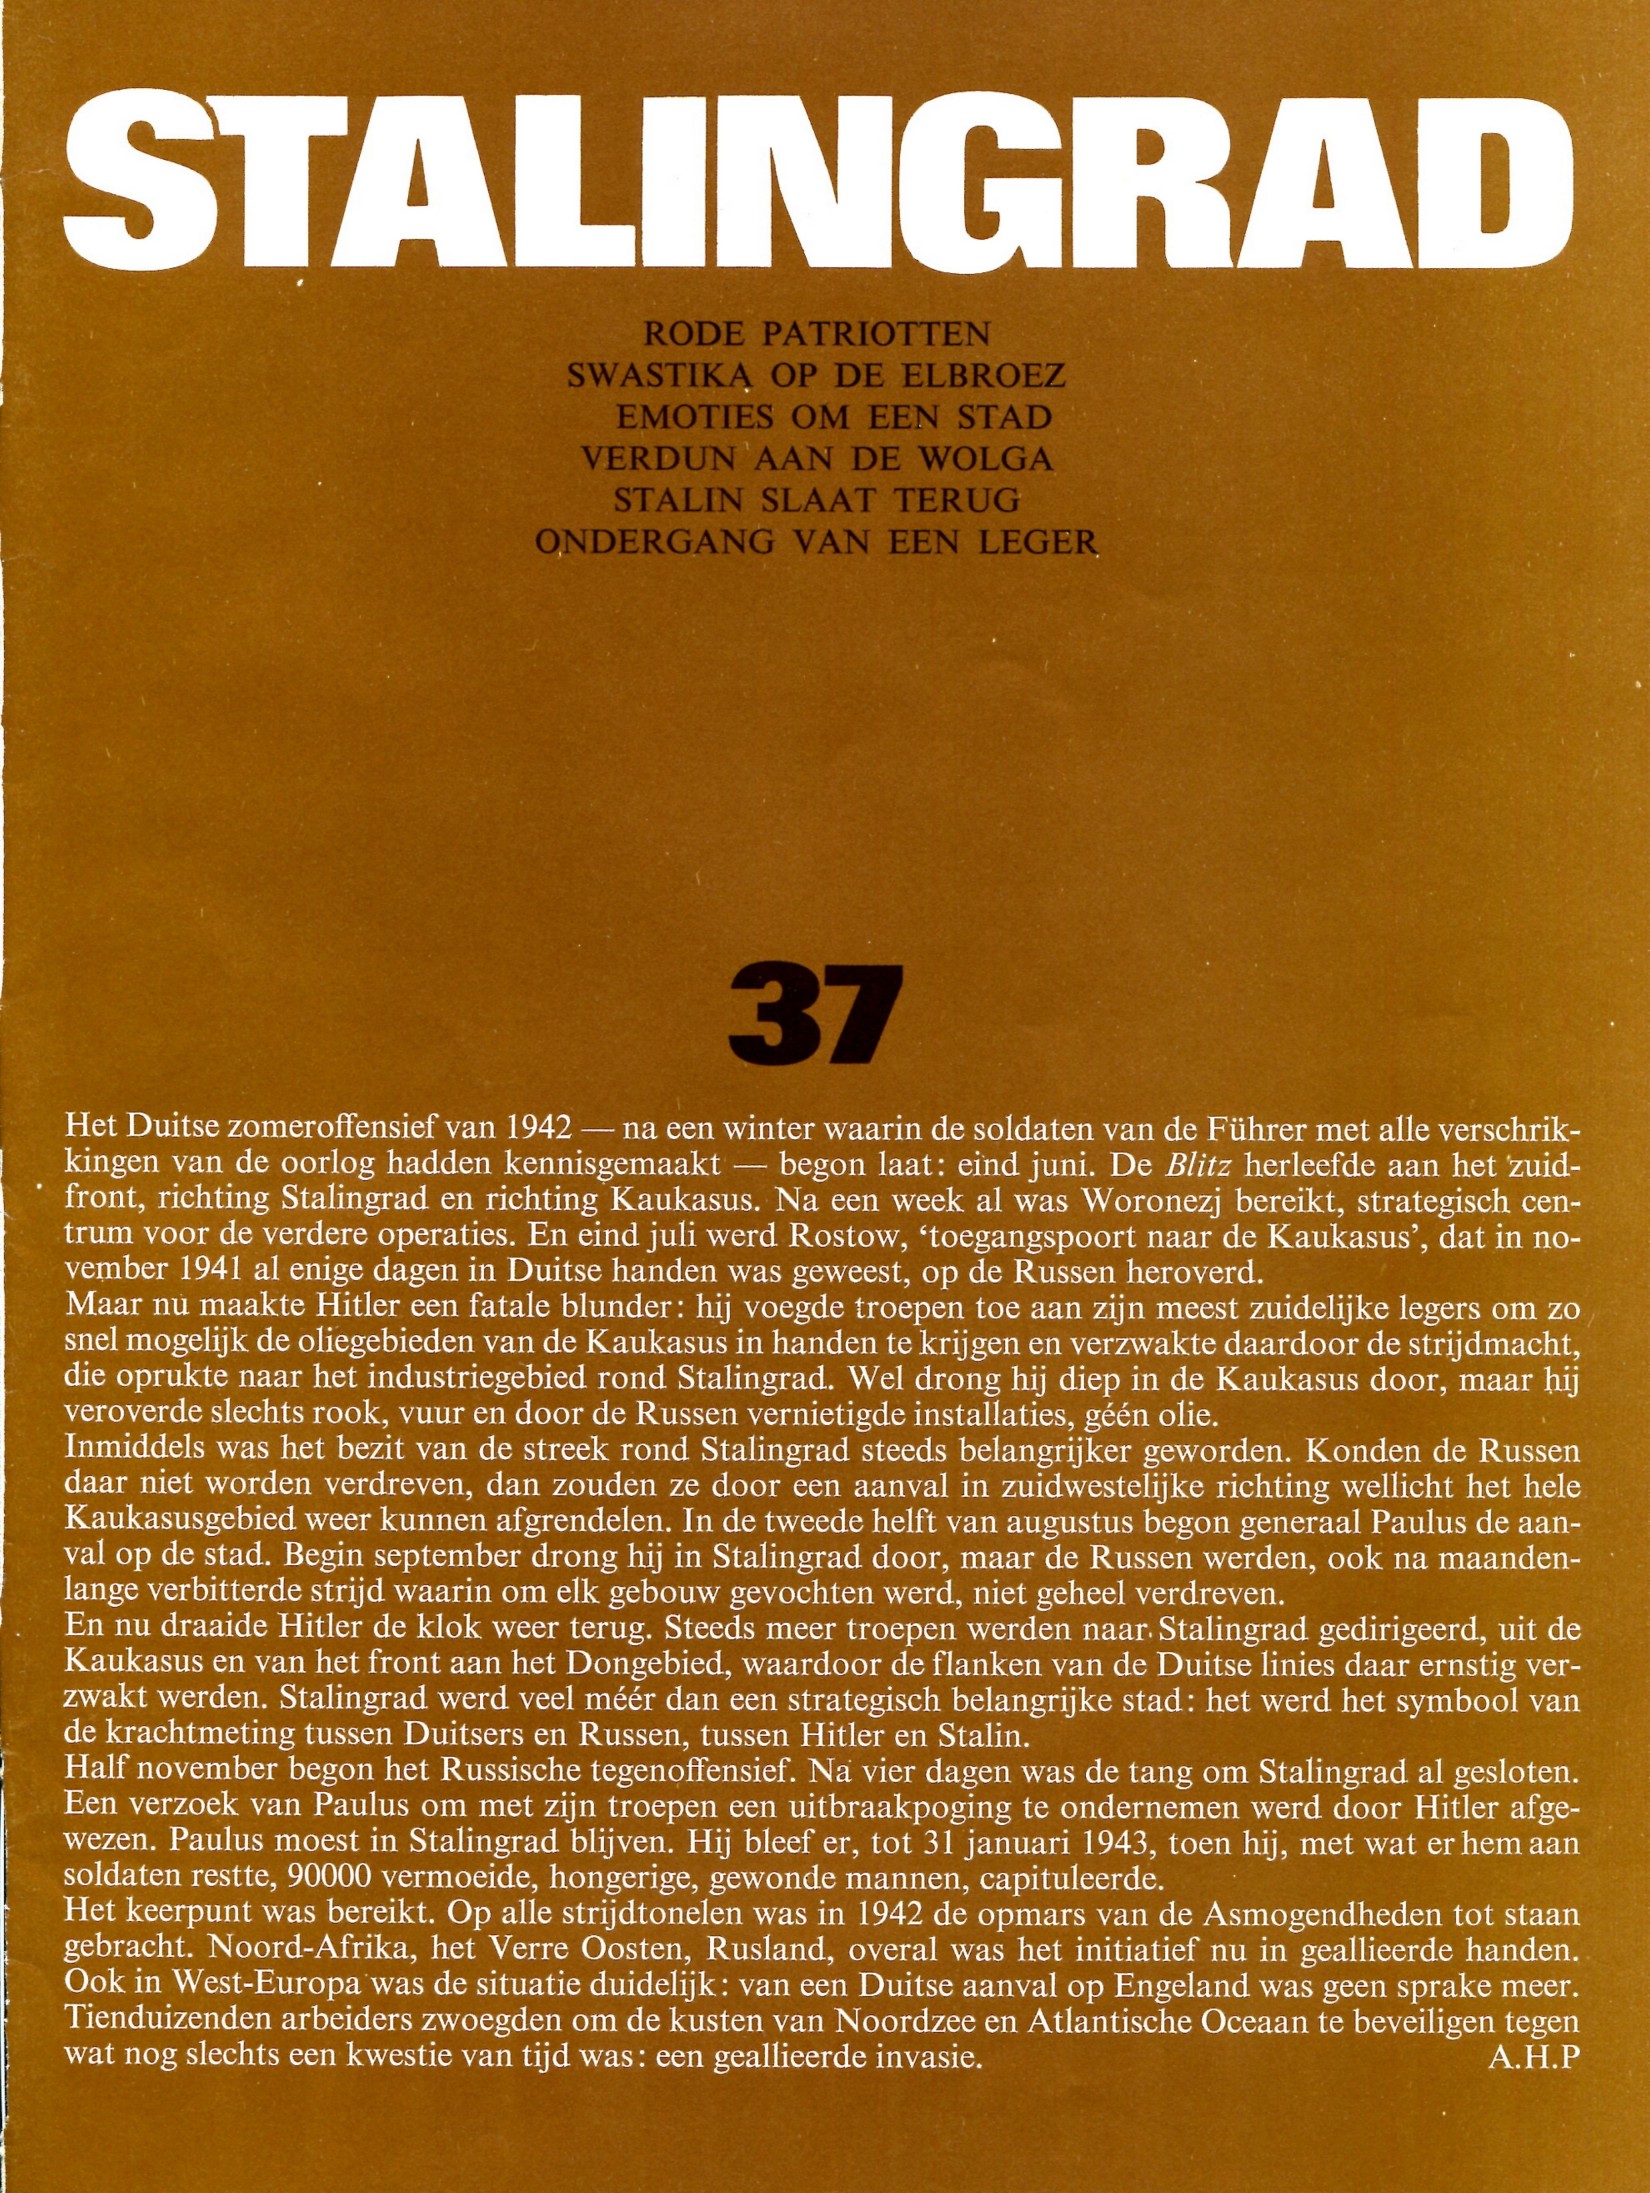 STALINGRAD
RODE PATRIOTTEN
SWASTIKA OP DE ELBROEZ
EMOTIES OM EEN STAD
VERDUN AAN DE WOLGA
STALIN SLAAT TERUG
ONDERGANG VAN EEN LEGER
37
Het Duitse zomeroffensief van 1942 — na een winter waarin de soldaten van de Führer met alle verschrik-
kingen van de oorlog hadden kennisgemaakt — begon laat: eind juni. De Blitz herleefde aan het zuid-
front, richting Stalingrad en richting Kaukasus. Na een week al was Woronezj bereikt, strategisch cen-
trum voor de verdere operaties. En eind juli werd Rostow, ‘toegangspoort naar de Kaukasus’, dat in no-
vember 1941 al enige dagen in Duitse handen was geweest, op de Russen heroverd.
Maar nu maakte Hitler een fatale blunder: hij voegde troepen toe aan zijn meest zuidelijke legers om zo
snel mogelijk de oliegebieden van de Kaukasus in handen te krijgen en verzwakte daardoor de strijdmacht,
die oprukte naar het industriegebied rond Stalingrad. Wel drong hij diep in de Kaukasus door, maar hij
veroverde slechts rook, vuur en door de Russen vernietigde installaties, géén olie.
Inmiddels was het bezit van de streek rond Stalingrad steeds belangrijker geworden. Konden de Russen
daar niet worden verdreven, dan zouden ze door een aanval in zuidwestelijke richting wellicht het hele
Kaukasusgebied weer kunnen afgrendelen. In de tweede helft van augustus begon generaal Paulus de aan-
val op de stad. Begin september drong hij in Stalingrad door, maar de Russen werden, ook na maanden-
lange verbitterde strijd waarin om elk gebouw gevochten werd, niet geheel verdreven.
En nu draaide Hitler de klok weer terug. Steeds meer troepen werden naar Stalingrad gedirigeerd, uit de
Kaukasus en van het front aan het Dongebied, waardoor de flanken van de Duitse linies daar ernstig ver-
zwakt werden. Stalingrad werd veel méér dan een strategisch belangrijke stad: het werd het symbool van
de krachtmeting tussen Duitsers en Russen, tussen Hitler en Stalin.
Half november begon het Russische tegenoffensief. Na vier dagen was de tang om Stalingrad al gesloten.
Een verzoek van Paulus om met zijn troepen een uitbraakpoging te ondernemen werd door Hitler afge-
wezen. Paulus moest in Stalingrad blijven. Hij bleef er, tot 31 januari 1943, toen hij, met wat er hem aan
soldaten restte, 90000 vermoeide, hongerige, gewonde mannen, capituleerde.
Het keerpunt was bereikt. Op alle strijdtonelen was in 1942 de opmars van de Asmogendheden tot staan
gebracht. Noord-Afrika, het Verre Oosten, Rusland, overal was het initiatief nu in geallieerde handen.
Ook in West-Europa was de situatie duidelijk: van een Duitse aanval op Engeland was geen sprake meer.
Tienduizenden arbeiders zwoegden om de kusten van Noordzee en Atlantische Oceaan te beveiligen tegen
wat nog slechts een kwestie van tijd was: een geallieerde invasie. A.H.P